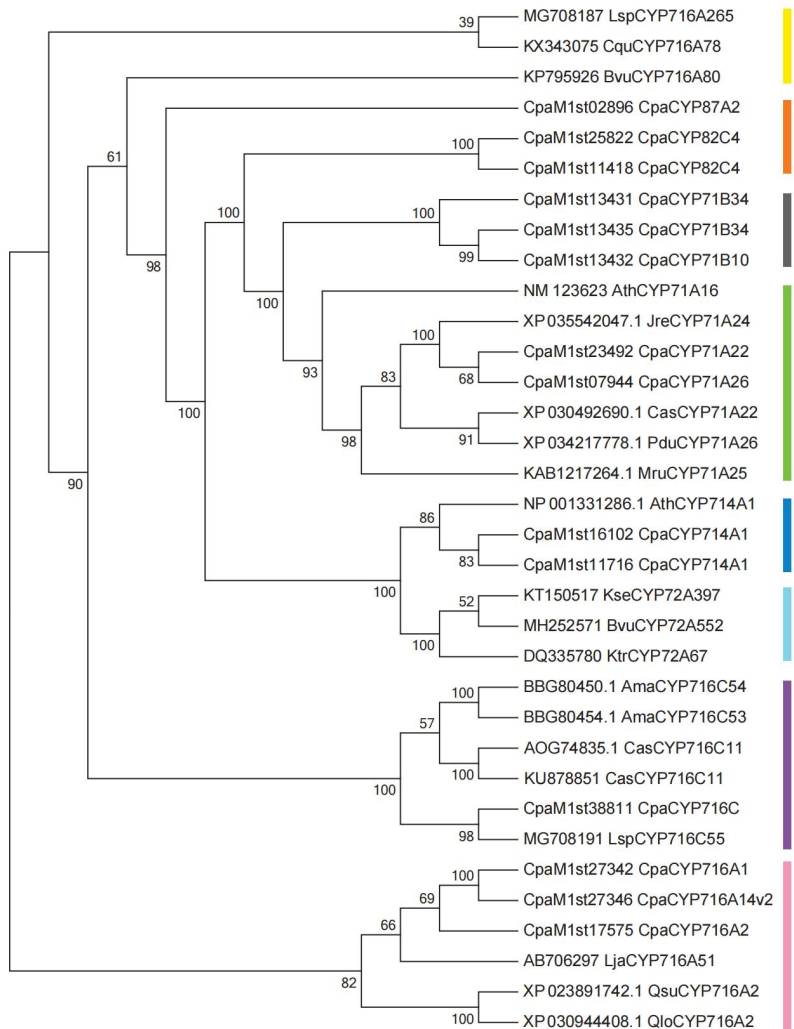 MG708187 LspCYP716A265
39
KX343075 CquCYP716A78
KP795926 BvuCYP716A80
CpaM1st02896 CpaCYP87A2
CpaM1st25822 CpaCYP82C4
100
61
CpaM1st11418 CpaCYP82C4
CpaM1st13431 CpaCYP71B34
100
100
CpaM1st13435 CpaCYP71B34
99
CpaM1st13432 CpaCYP71B10
98
NM 123623 AthCYP71A16
100
XP 035542047.1 JreCYP71A24
100
CpaM1st23492 CpaCYP71A22
93
83
68
CpaM1st07944 CpaCYP71A26
100
XP 030492690.1 CasCYP71A22
98
91
XP 034217778.1 PduCYP71A26
KAB1217264.1 MruCYP71A25
90
NP 001331286.1 AthCYP714A1
86
CpaM1st16102 CpaCYP714A1
83
CpaM1st11716 CpaCYP714A1
100
KT150517 KseCYP72A397
52
MH252571 BvuCYP72A552
100
DQ335780 KtrCYP72A67
BBG80450.1 AmaCYP716C54
100
BBG80454.1 AmaCYP716C53
57
AOG74835.1 CasCYP716C11
100
KU878851 CasCYP716C11
100
CpaM1st38811 CpaCYP716C
98
MG708191 LspCYP716C55
CpaM1st27342 CpaCYP716A1
100
CpaM1st27346 CpaCYP716A14v2
69
CpaM1st17575 CpaCYP716A2
66
AB706297 LjaCYP716A51
82
XP 023891742.1 QsuCYP716A2
100
XP 030944408.1 QloCYP716A2